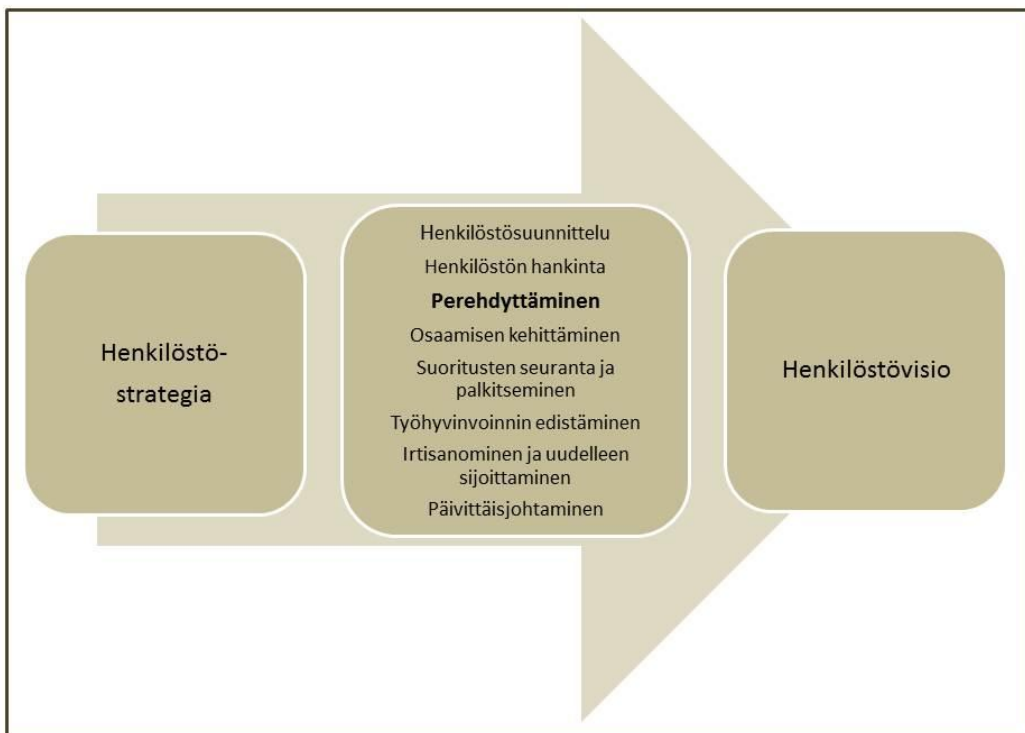 Henkilöstö-
strategia
Henkilöstösuunnittelu
Henkilöstön hankinta
Perehdyttäminen
Osaamisen kehittäminen
Suoritusten seuranta ja
palkitseminen
Työhyvinvoinnin edistäminen
Irtisanominen ja uudelleen
sijoittaminen
Päivittäisjohtaminen
Henkilöstövisio